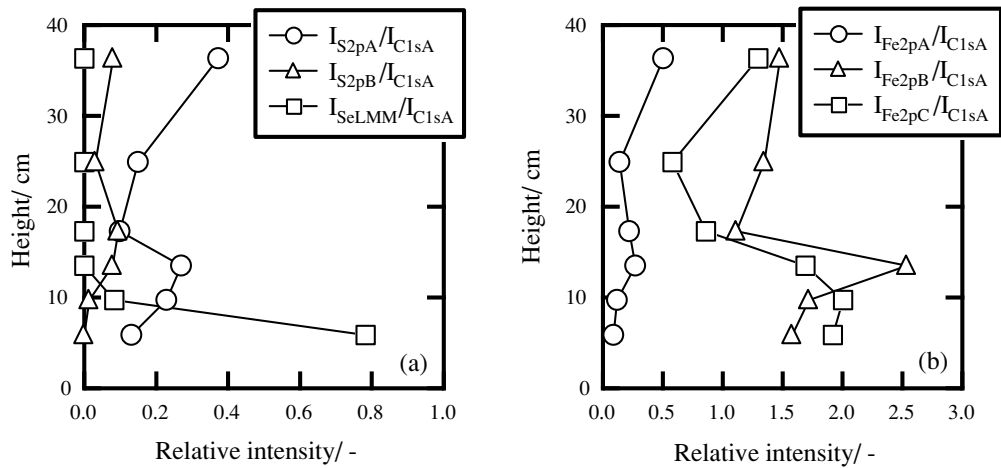 40
30
20
10
0
Height/ cm
I_S2pA/I_C1sA
I_S2pB/I_C1sA
I_SeLMM/I_C1sA
(a)
0.0 0.2 0.4 0.6 0.8 1.0
Relative intensity/ -
40
30
20
10
0
Height/ cm
I_Fe2pA/I_C1sA
I_Fe2pB/I_C1sA
I_Fe2pC/I_C1sA
(b)
0.0 0.5 1.0 1.5 2.0 2.5 3.0
Relative intensity/ -